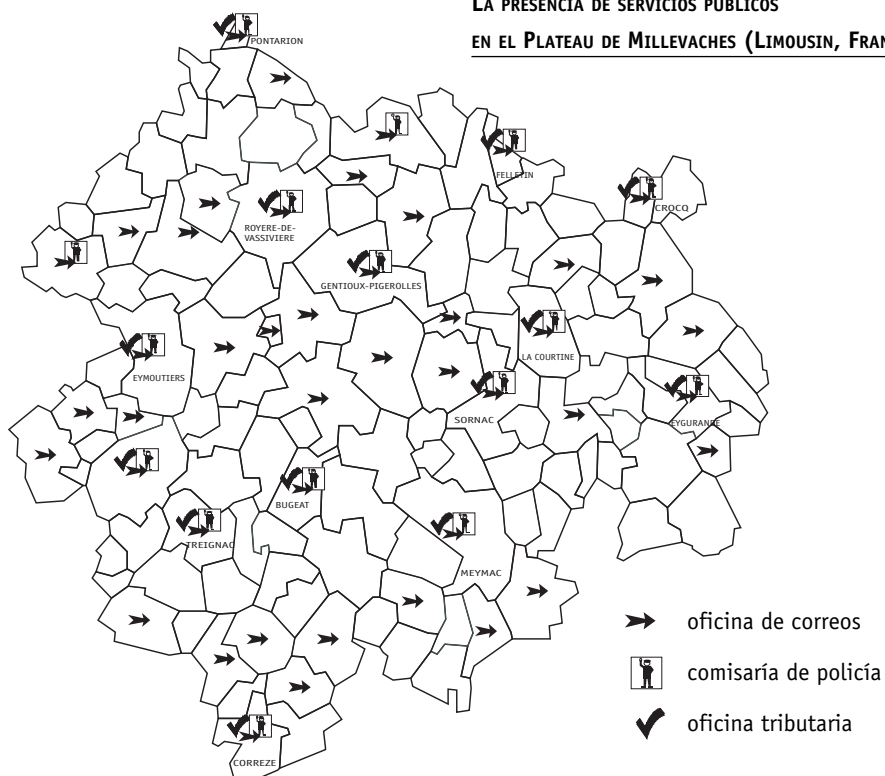 LA PRESENCIA DE SERVICIOS PÚBLICOS
EN EL PLATEAU DE MILLEVACHES (LIMOUSIN, FRAN
PONTARION
FELLETIN
CROCQ
ROYERE-DE-
VASSIVIERE
GENTIOUX-PIGEROLLES
LA COURTINE
EYMOUTIERS
SORNAC
EYGURANDE
BUGEAT
TREIGNAC
MEYMAC
CORREZE
oficina de correos
comisaría de policía
oficina tributaria